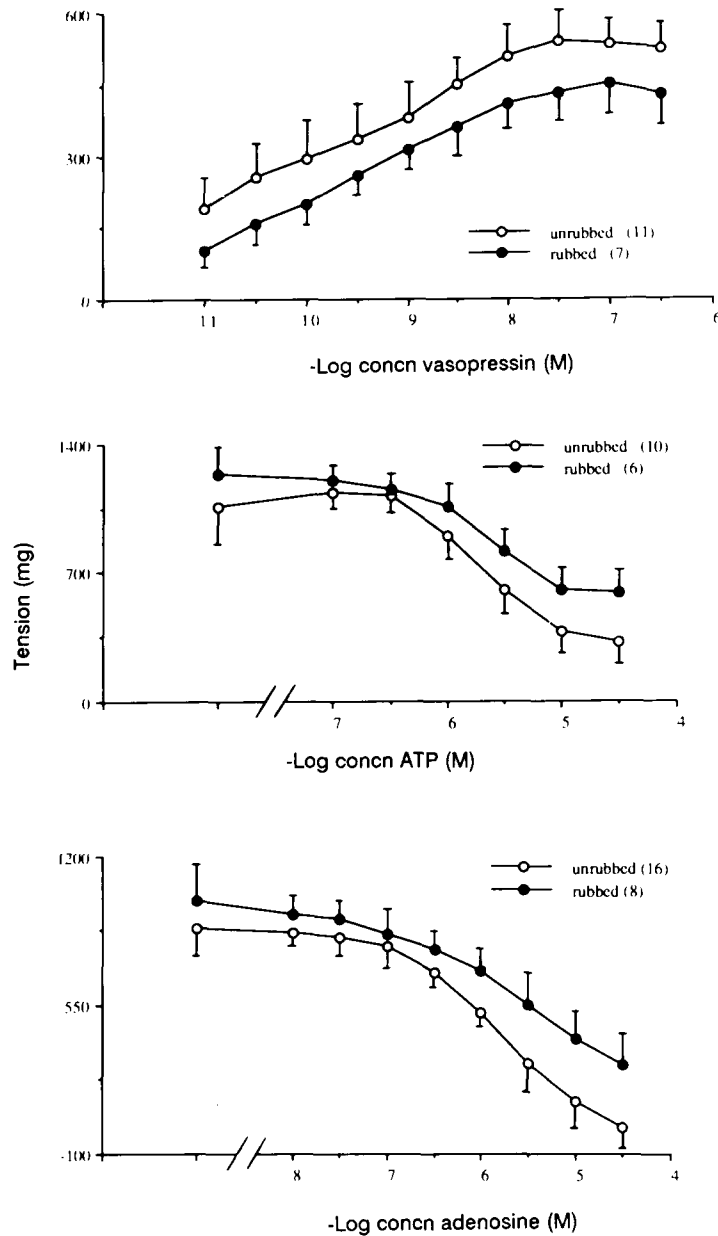 600
300
0
unrubbed (11)
rubbed (7)
11 10 9 8 7 6
-Log concn vasopressin (M)
1400
700
0
unrubbed (10)
rubbed (6)
7 6 5 4
-Log concn ATP (M)
Tension (mg)
1200
550
-100
unrubbed (16)
rubbed (8)
8 7 6 5 4
-Log concn adenosine (M)